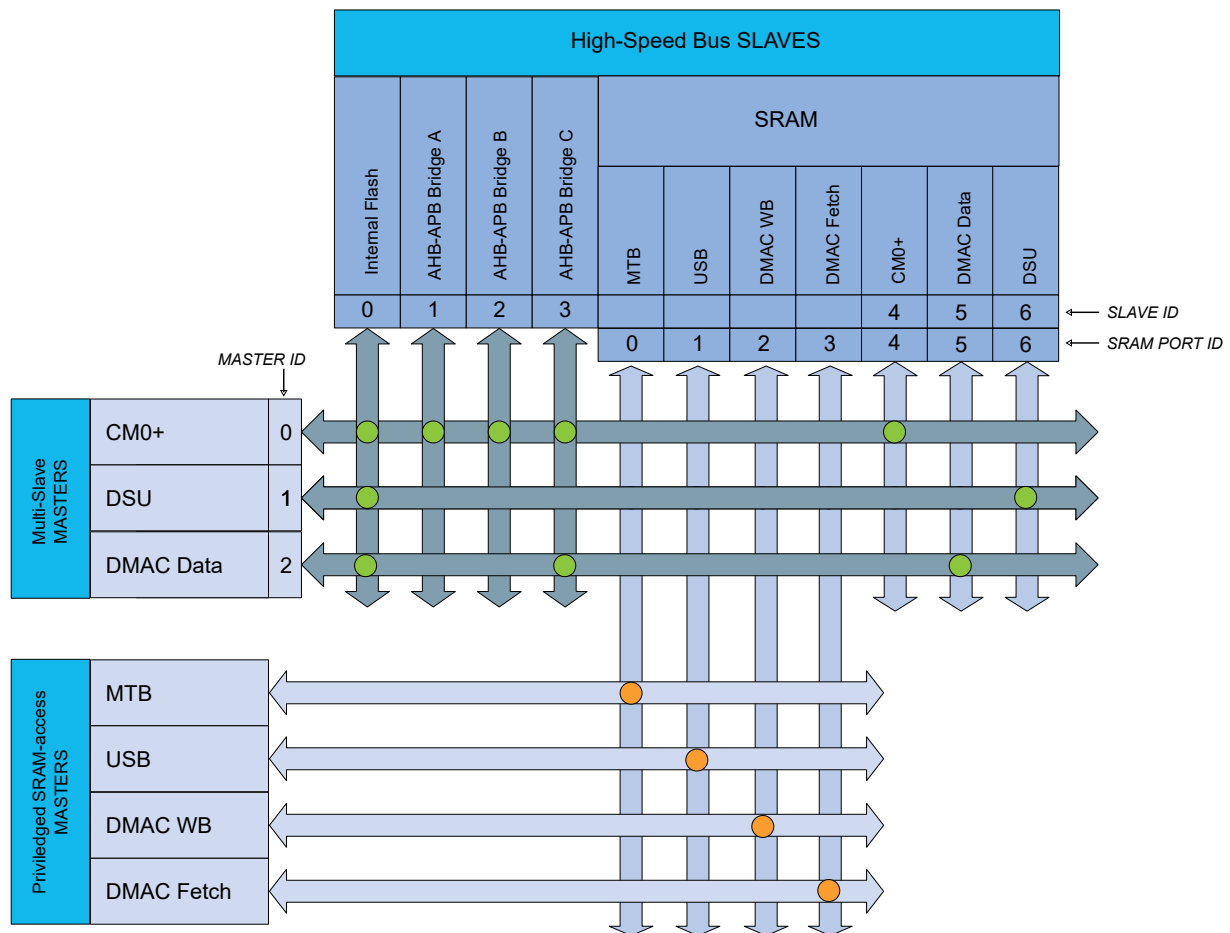 High-Speed Bus SLAVES
SRAM
Internal Flash
AHB-APB Bridge A
AHB-APB Bridge B
AHB-APB Bridge C
MTB
USB
DMAC WB
DMAC Fetch
CM0+
DMAC Data
DSU
0 1 2 3 4 5 6 SLAVE ID
0 1 2 3 4 5 6 SRAM PORT ID
MASTER ID
Multi-Slave
MASTERS
CM0+ 0
DSU 1
DMAC Data 2
Priviledged SRAM-access
MASTERS
MTB
USB
DMAC WB
DMAC Fetch